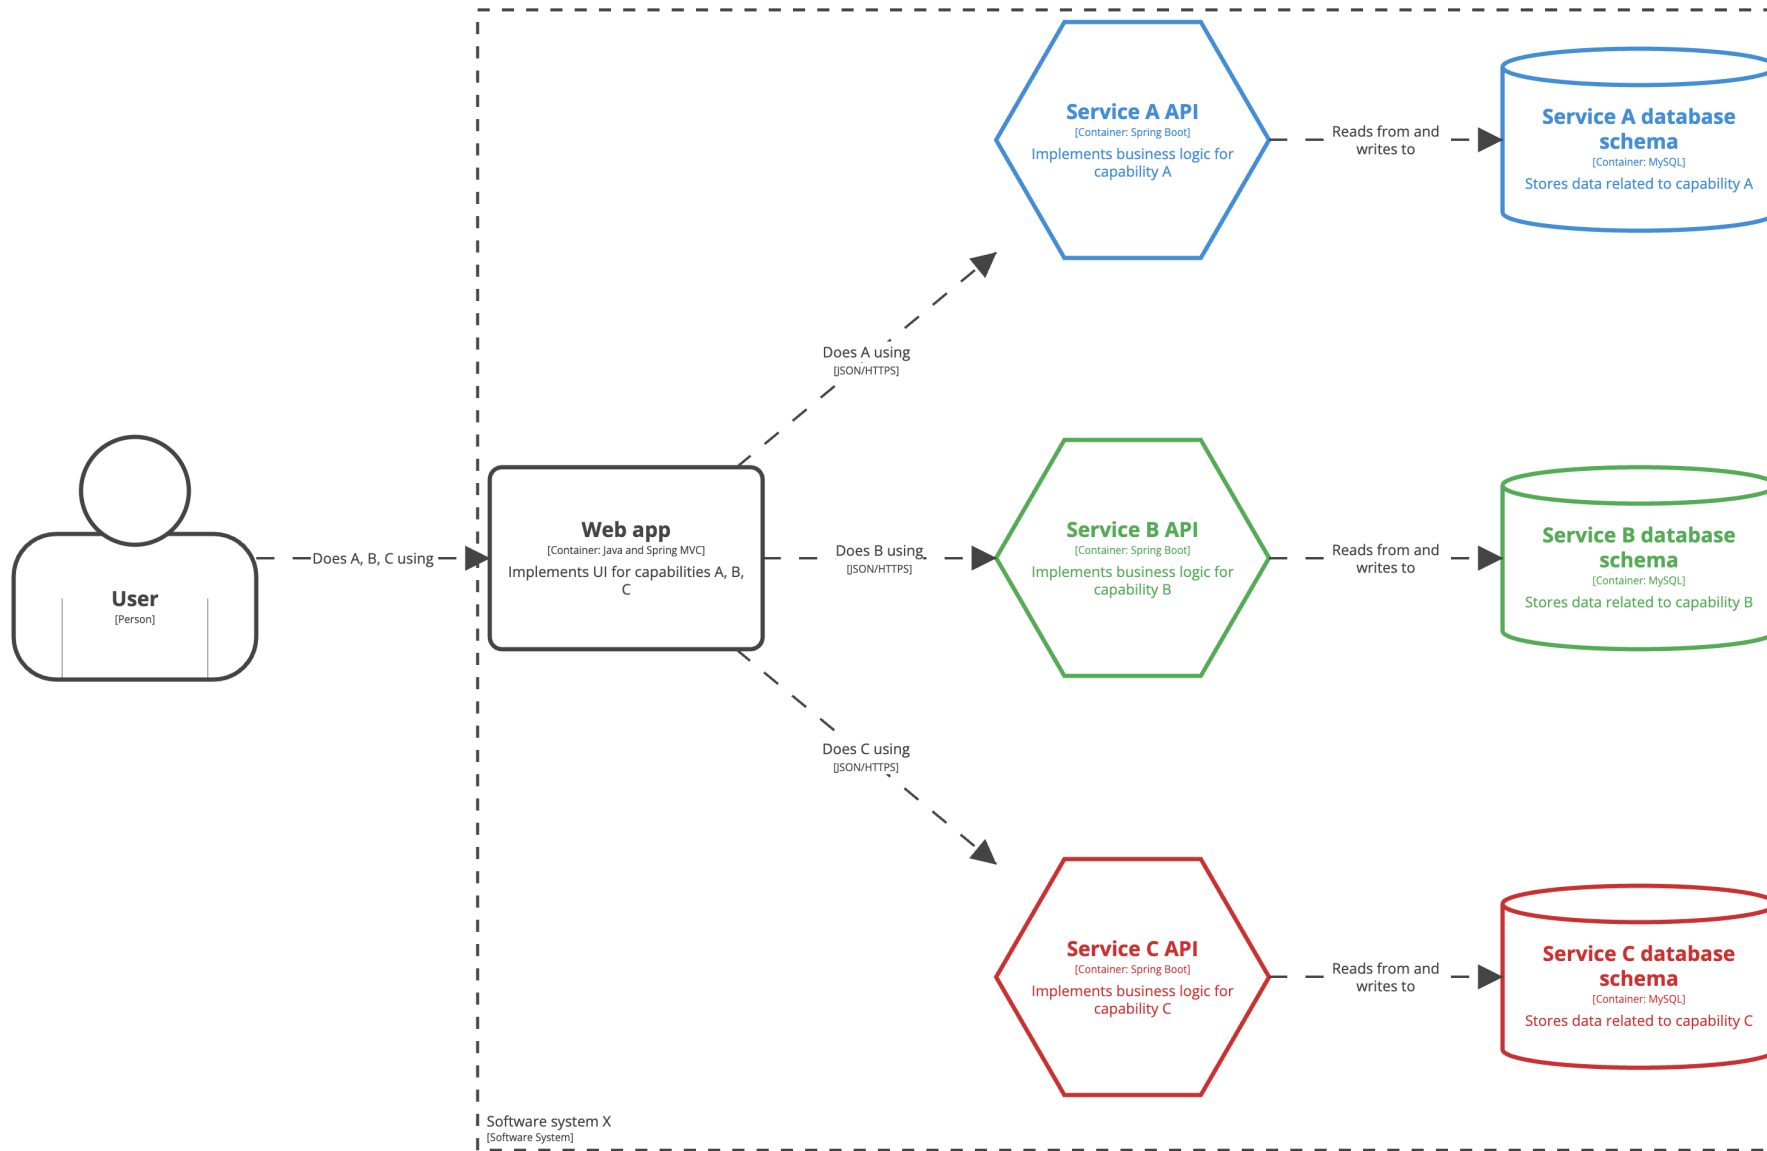 Service A API
[Container: Spring Boot]
Implements business logic for
capability A
Reads from and
writes to
Service A database
schema
[Container: MySQL]
Stores data related to capability A
Does A using
[JSON/HTTPS]
User
[Person]
Does A, B, C using
Web app
[Container: Java and Spring MVC]
Implements UI for capabilities A, B,
C
Does B using
[JSON/HTTPS]
Service B API
[Container: Spring Boot]
Implements business logic for
capability B
Reads from and
writes to
Service B database
schema
[Container: MySQL]
Stores data related to capability B
Does C using
[JSON/HTTPS]
Service C API
[Container: Spring Boot]
Implements business logic for
capability C
Reads from and
writes to
Service C database
schema
[Container: MySQL]
Stores data related to capability C
Software system X
[Software System]